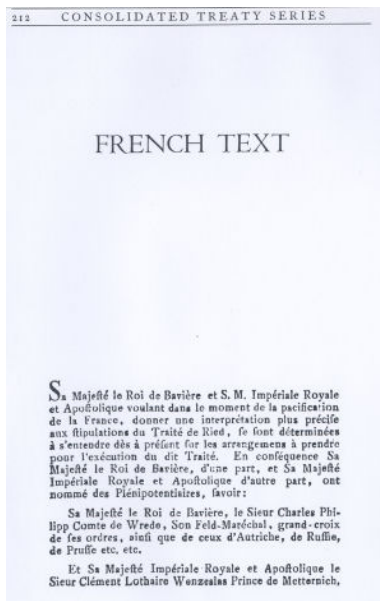 212 CONSOLIDATED TREATY SERIES
FRENCH TEXT
Sa Majeſté le Roi de Bavière et S. M. Impériale Royale
et Apoſtolique voulant dans le moment de la pacification
de la France, donner une interprétation plus préciſe
aux ſtipulations du Traité de Ried, ſe ſont déterminées
à s'entendre dès à préſent ſur les arrangemens à prendre
pour l'exécution du dit Traité. En conſéquence Sa
Majeſté le Roi de Bavière, d'une part, et Sa Majeſté
Impériale Royale et Apoſtolique d'autre part, ont
nommé des Plénipotentiaires, ſavoir:
Sa Majeſté le Roi de Bavière, le Sieur Charles Phi-
lipp Comte de Wrede, Son Feld-Maréchal, grand-croix
de ſes ordres, ainſi que de ceux d'Autriche, de Ruſſie,
de Pruſſe etc. etc.
Et Sa Majeſté Impériale Royale et Apoſtolique le
Sieur Clément Lothaire Wenzeslas Prince de Metternich,